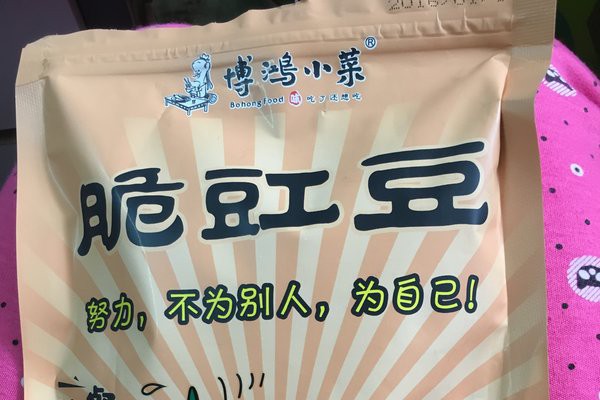 博鸿小菜®
Bohong Food 吃了还想吃
脆豇豆
努力，不为别人，为自己！